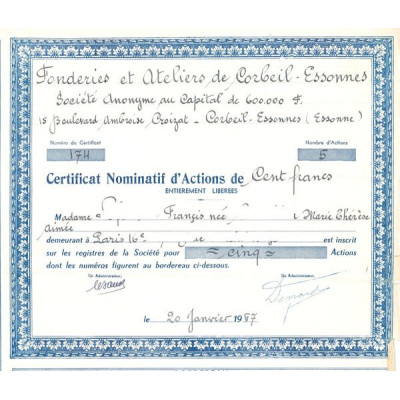 Fonderies et Ateliers de Corbeil-Essonnes
Société Anonyme au Capital de 600.000 F.
15 Boulevard Ambroise Croizat - Corbeil-Essonnes (Essonne)
Numéro du Certificat Nombre d'Actions
174 5
Certificat Nominatif d'Actions de Cent francs
ENTIEREMENT LIBEREES
Madame Francis née Marie Thérèse
Aimée
demeurant à Paris 16e est inscrit
sur les registres de la Société pour = cinq = Actions
dont les numéros figurent au bordereau ci-dessous.
Un Administrateur, Un Administrateur,
le 20 Janvier 1987